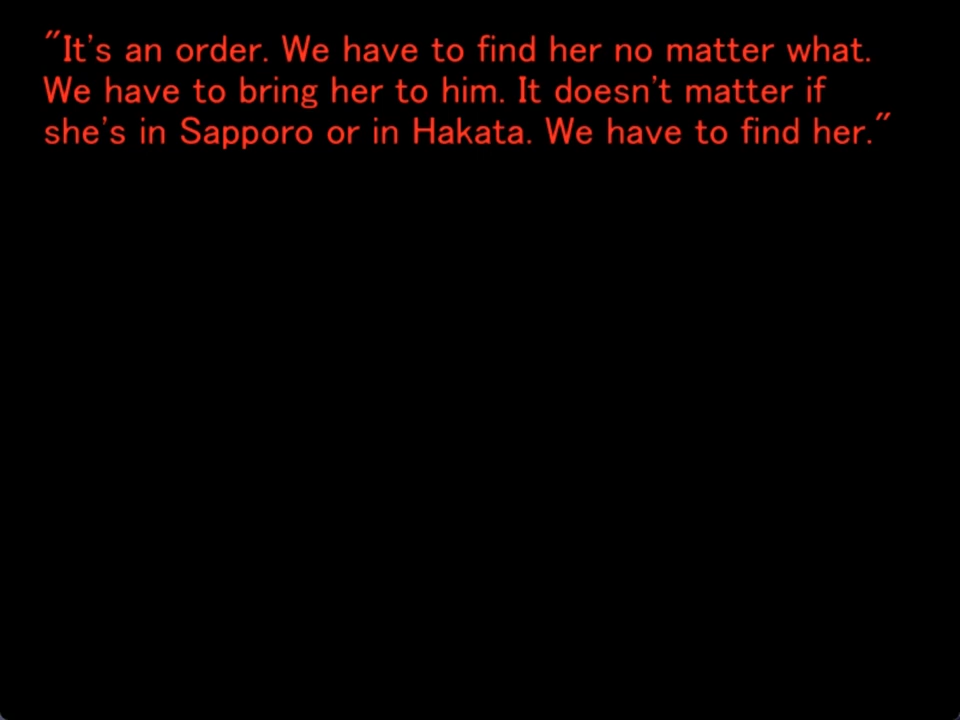 "It's an order. We have to find her no matter what.
We have to bring her to him. It doesn't matter if
she's in Sapporo or in Hakata. We have to find her."